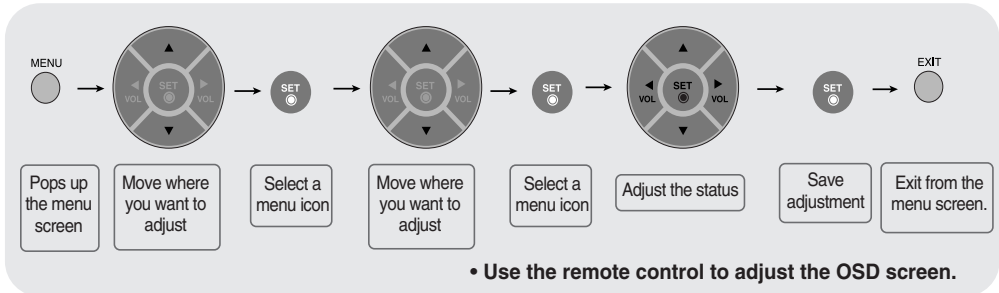 MENU
SET
VOL
VOL
SET
SET
VOL
VOL
SET
SET
VOL
VOL
SET
EXIT
Pops up
the menu
screen
Move where
you want to
adjust
Select a
menu icon
Move where
you want to
adjust
Select a
menu icon
Adjust the status
Save
adjustment
Exit from the
menu screen.
• Use the remote control to adjust the OSD screen.